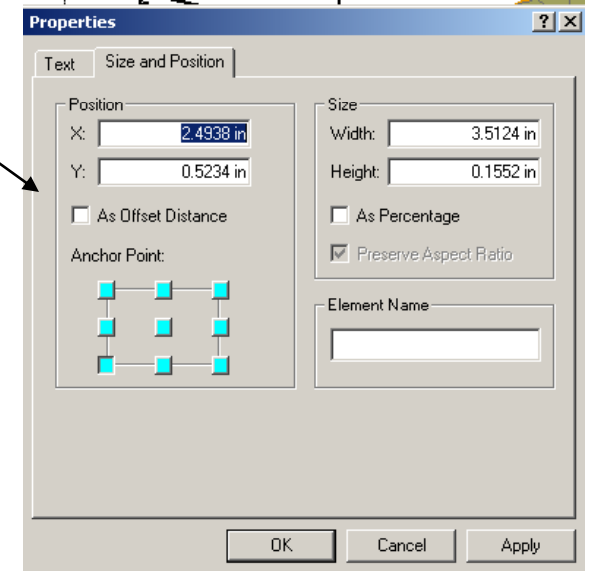 Properties
Text Size and Position
Position
X: 2.4938 in
Y: 0.5234 in
As Offset Distance
Anchor Point:
Size
Width: 3.5124 in
Height: 0.1552 in
As Percentage
Preserve Aspect Ratio
Element Name
OK Cancel Apply